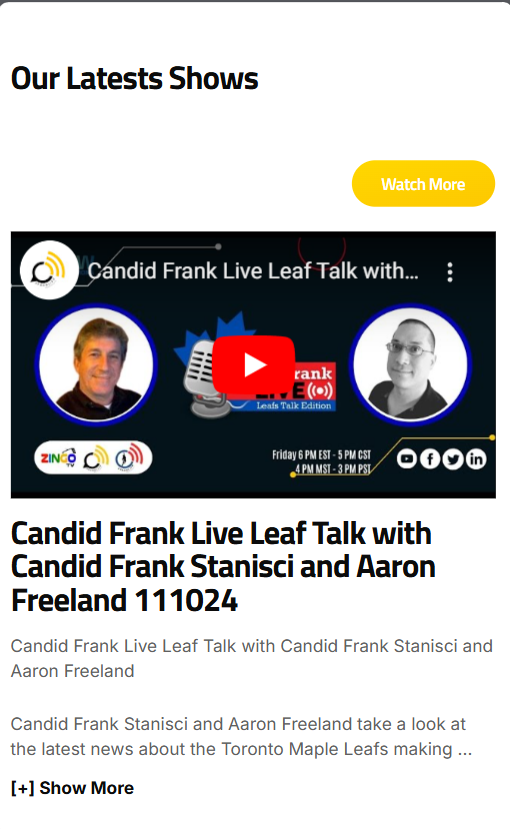 Our Latests Shows
Watch More
Candid Frank Live Leaf Talk with...
rank
LIVE
Leafs Talk Edition
ZINGO
TV
Friday 6 PM EST - 5 PM CST
4 PM MST - 3 PM PST
Candid Frank Live Leaf Talk with
Candid Frank Stanisci and Aaron
Freeland 111024
Candid Frank Live Leaf Talk with Candid Frank Stanisci and
Aaron Freeland
Candid Frank Stanisci and Aaron Freeland take a look at
the latest news about the Toronto Maple Leafs making ...
[+] Show More